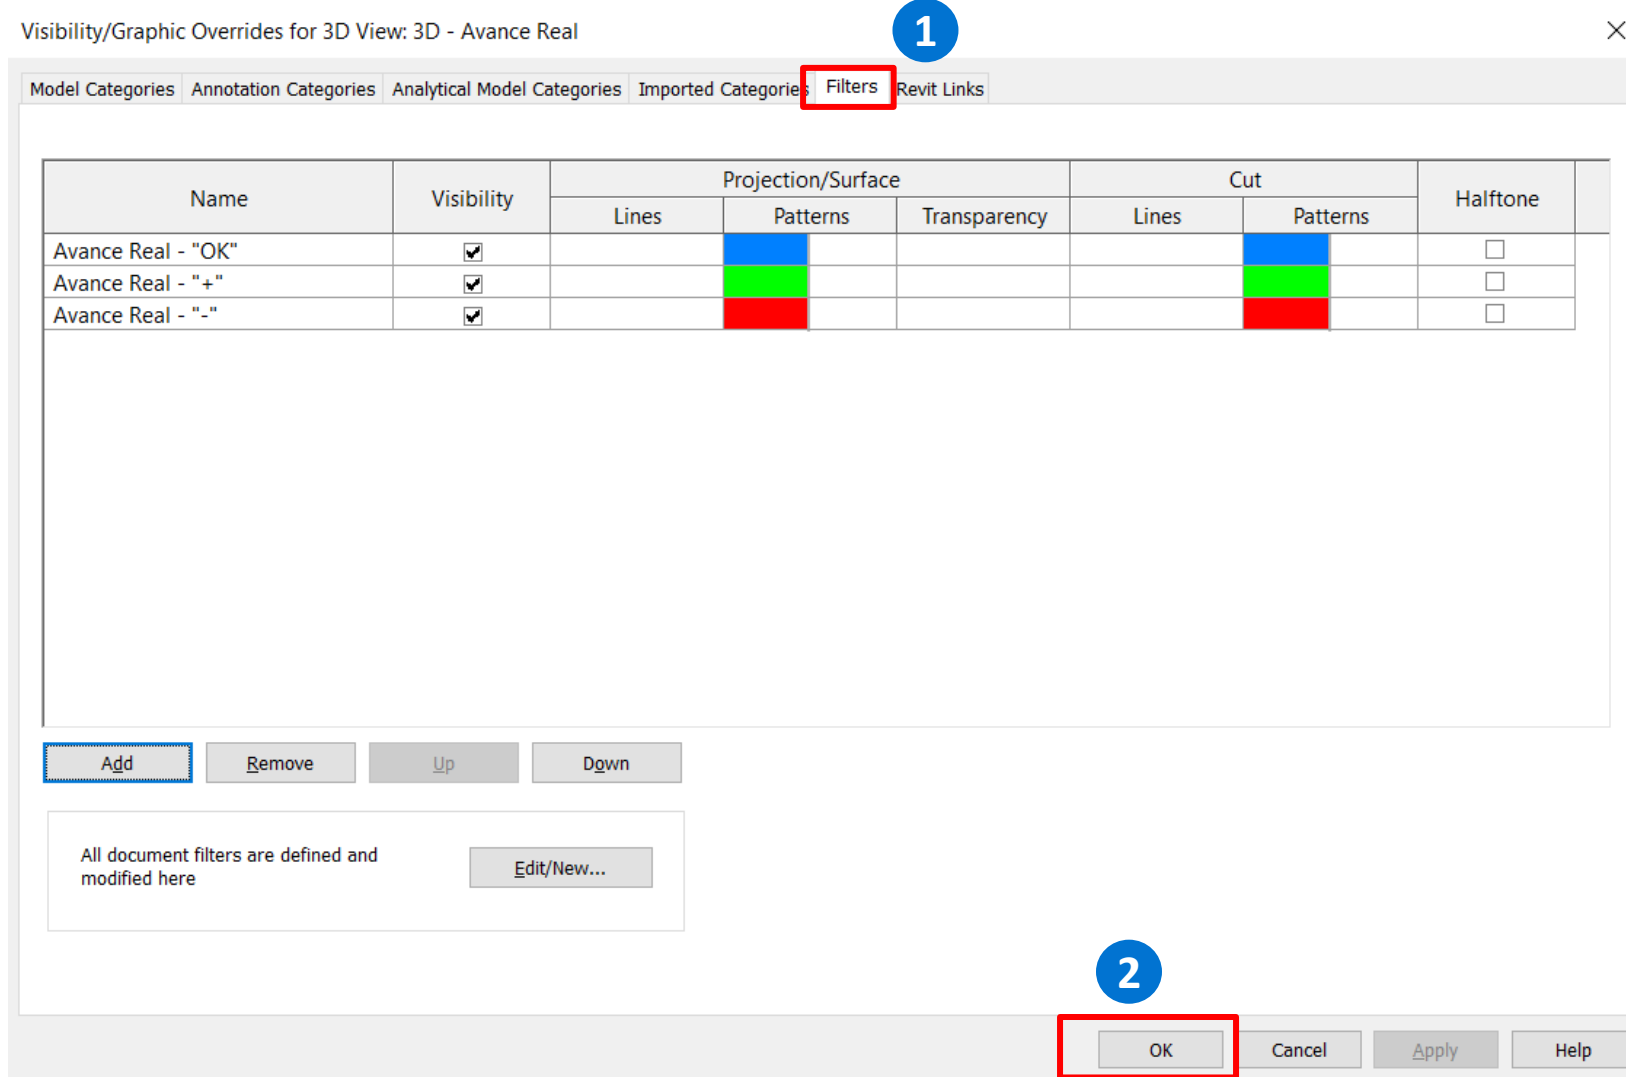 1
Visibility/Graphic Overrides for 3D View: 3D - Avance Real
Model Categories Annotation Categories Analytical Model Categories Imported Categories Filters Revit Links
Name Visibility Projection/Surface Cut Halftone
Lines Patterns Transparency Lines Patterns
Avance Real - "OK"
Avance Real - "+"
Avance Real - "-"
Add Remove Up Down
All document filters are defined and
modified here
Edit/New...
2
OK Cancel Apply Help